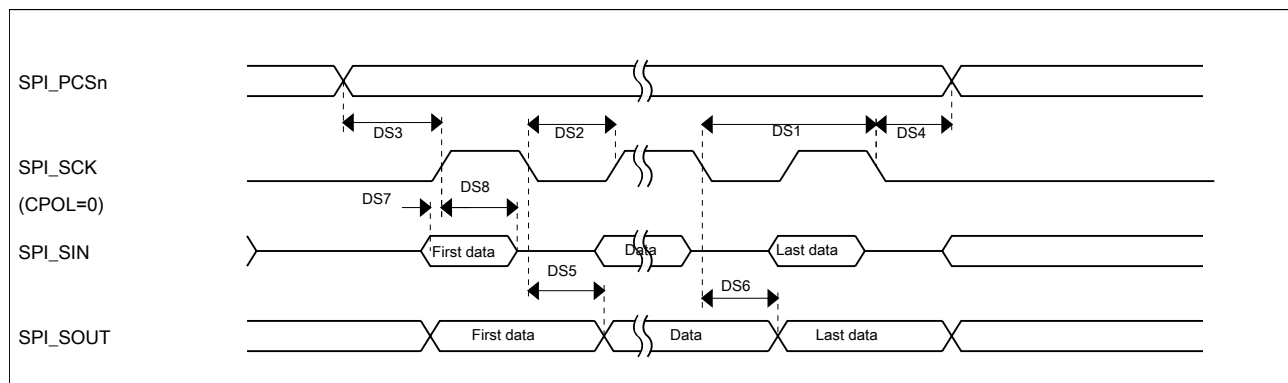 SPI_PCSn
DS3
DS2
DS1
DS4
SPI_SCK
(CPOL=0)
DS7
DS8
SPI_SIN
First data
Data
Last data
DS5
DS6
SPI_SOUT
First data
Data
Last data